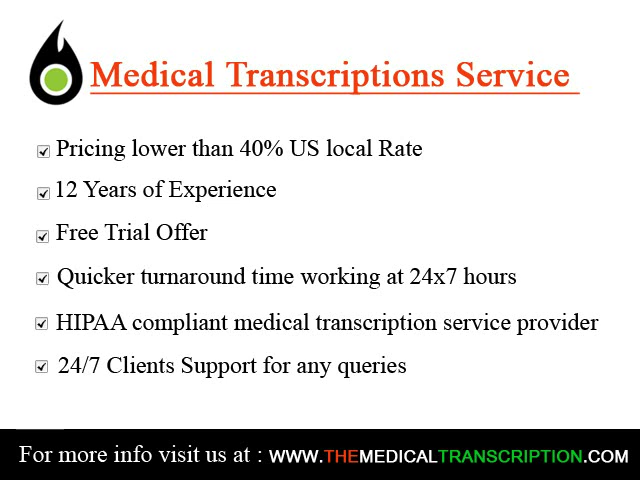 Medical Transcriptions Service
Pricing lower than 40% US local Rate
12 Years of Experience
Free Trial Offer
Quicker turnaround time working at 24x7 hours
HIPAA compliant medical transcription service provider
24/7 Clients Support for any queries
For more info visit us at : WWW.THEMEDICALTRANSCRIPTION.COM